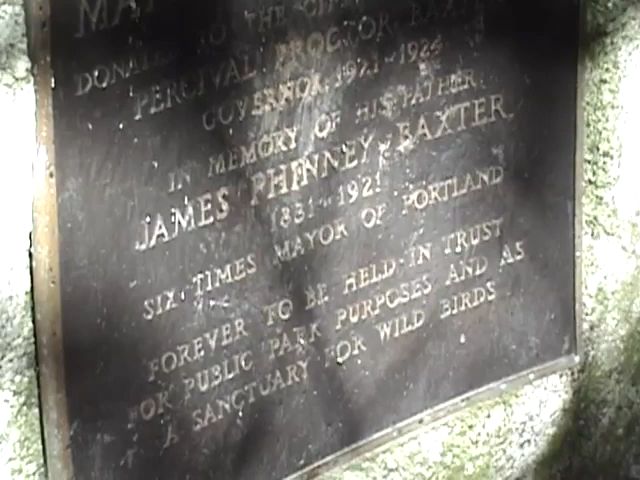 MA
DONATED TO THE CITY
PERCIVAL PROCTOR BAXTER
GOVERNOR 1921-1924
IN MEMORY OF HIS FATHER
JAMES PHINNEY BAXTER
1831-1921
SIX TIMES MAYOR OF PORTLAND
FOREVER TO BE HELD IN TRUST
FOR PUBLIC PARK PURPOSES AND AS
A SANCTUARY FOR WILD BIRDS